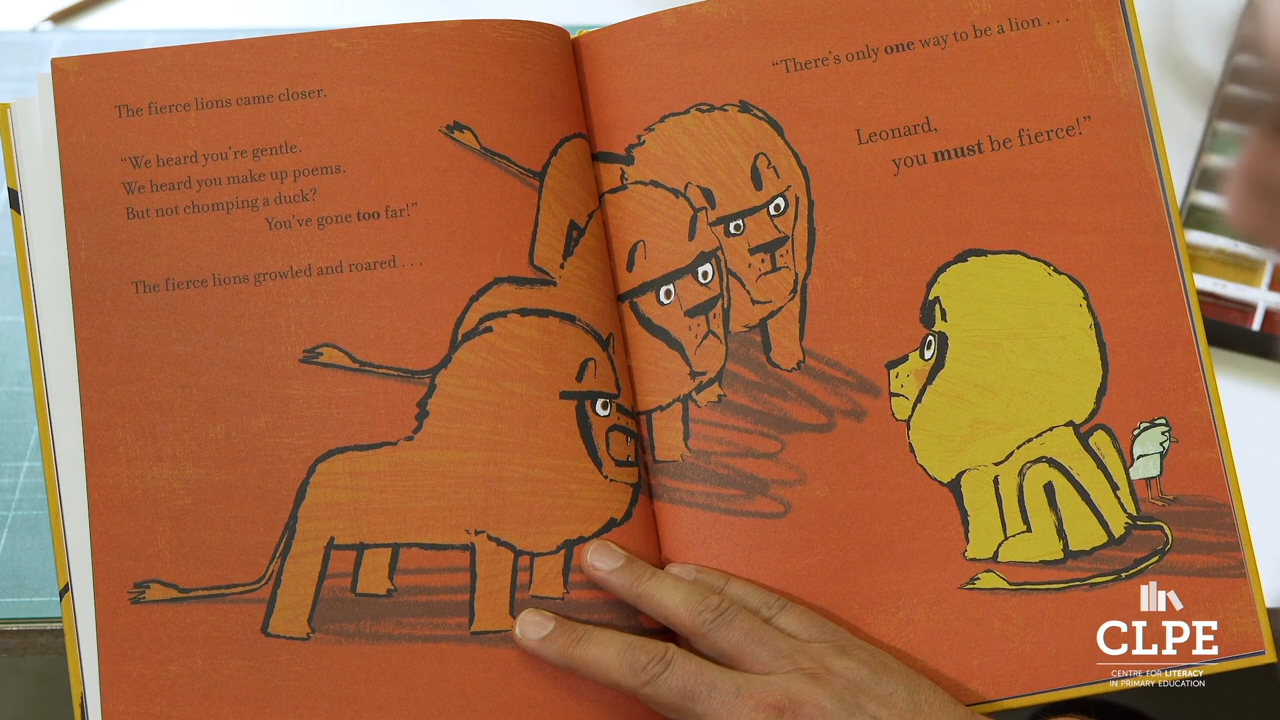 The fierce lions came closer.
“We heard you’re gentle.
We heard you make up poems.
But not chomping a duck?
You’ve gone too far!”
The fierce lions growled and roared . . .
“There’s only one way to be a lion . . .
Leonard,
you must be fierce!”
CLPE
CENTRE FOR LITERACY
IN PRIMARY EDUCATION